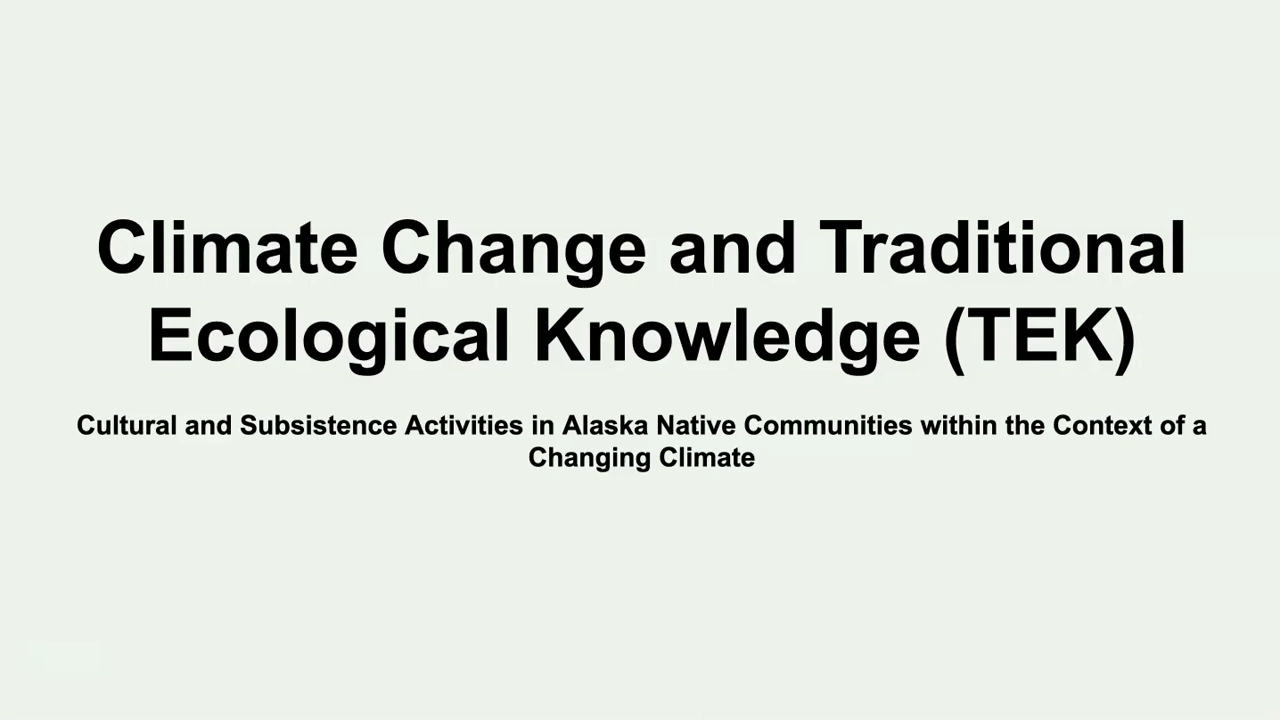 Climate Change and Traditional
Ecological Knowledge (TEK)
Cultural and Subsistence Activities in Alaska Native Communities within the Context of a
Changing Climate